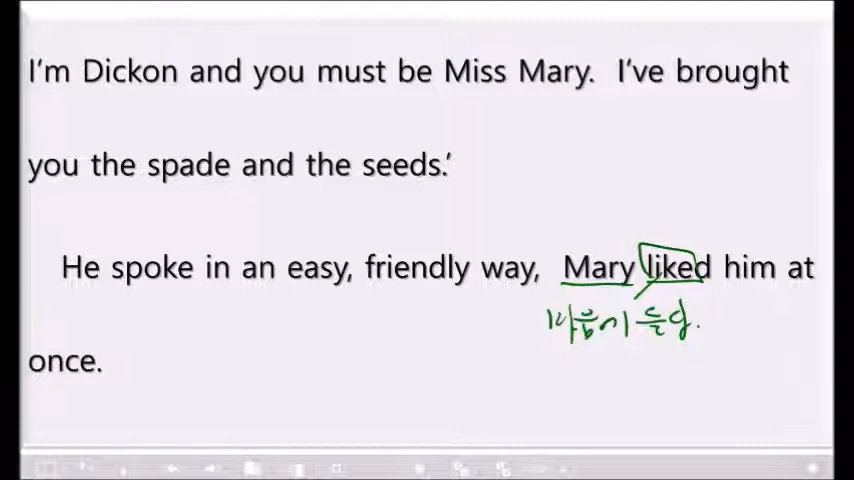 I'm Dickon and you must be Miss Mary. I've brought
you the spade and the seeds.'
He spoke in an easy, friendly way, Mary liked him at
마음에 들다.
once.